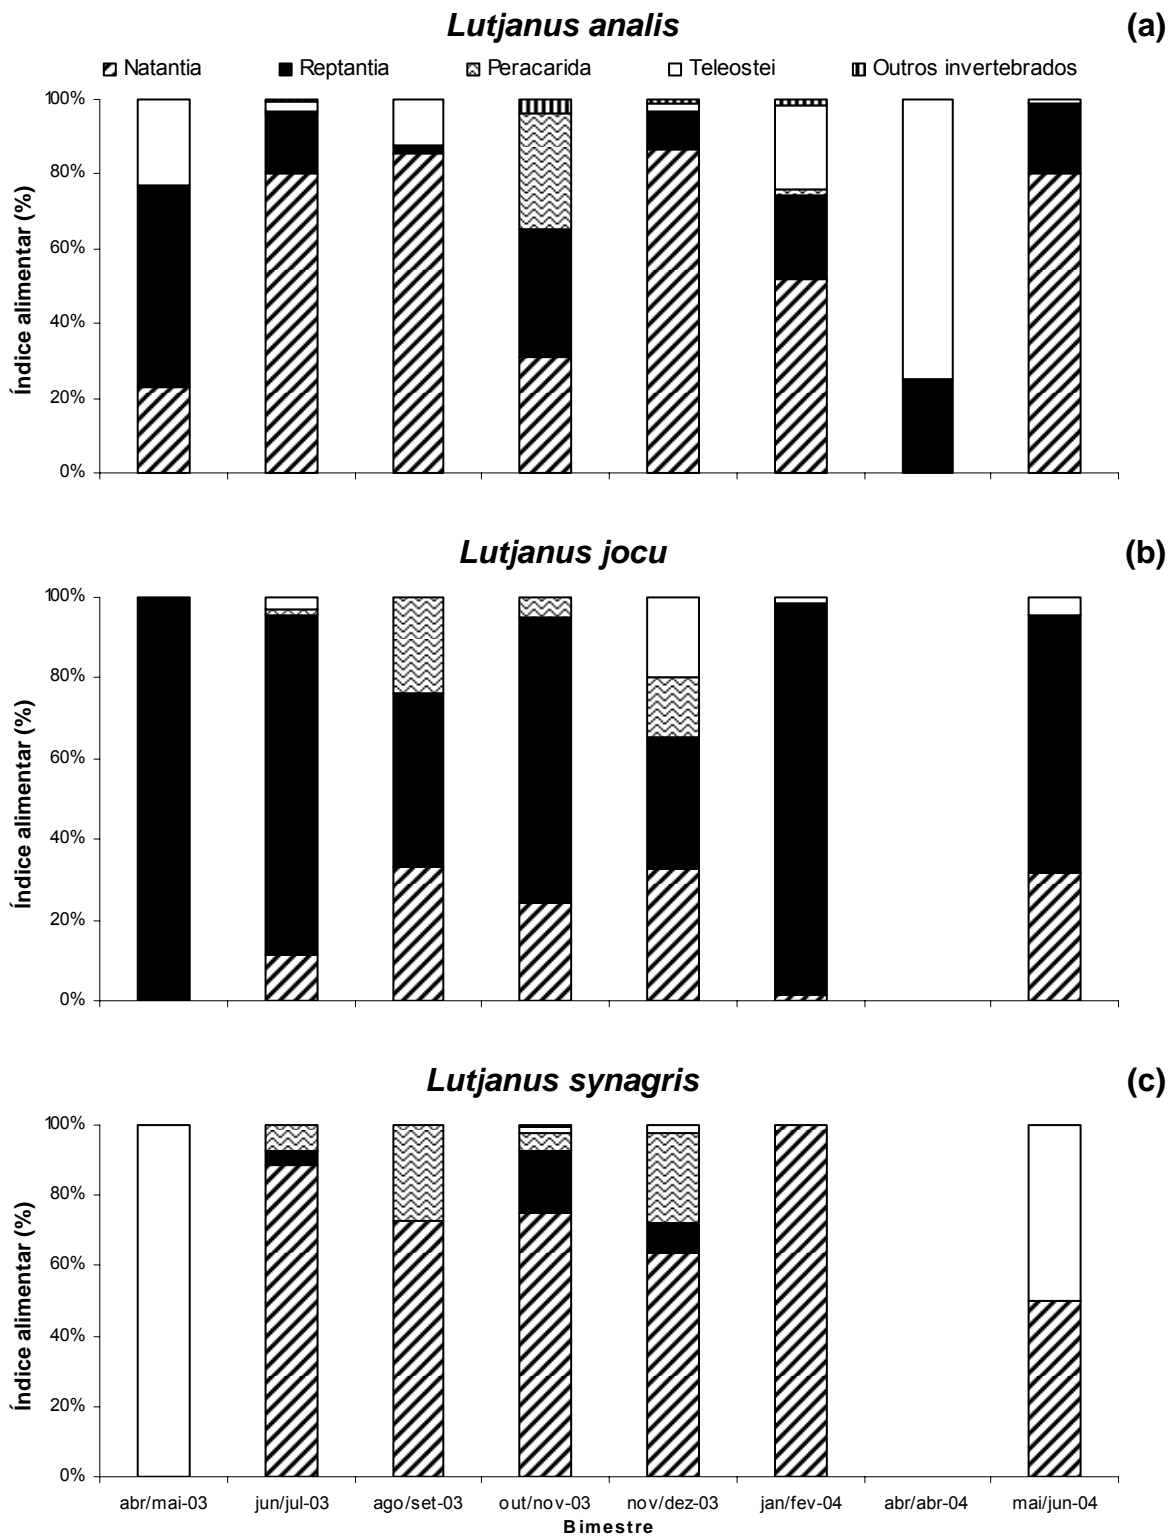 Lutjanus analis (a)
Natantia Reptantia Peracarida Teleostei Outros invertebrados
Índice alimentar (%)
100%
80%
60%
40%
20%
0%
Lutjanus jocu (b)
Índice alimentar (%)
100%
80%
60%
40%
20%
0%
Lutjanus synagris (c)
Índice alimentar (%)
100%
80%
60%
40%
20%
0%
abr/mai-03 jun/jul-03 ago/set-03 out/nov-03 nov/dez-03 jan/fev-04 abr/abr-04 mai/jun-04
Bimestre